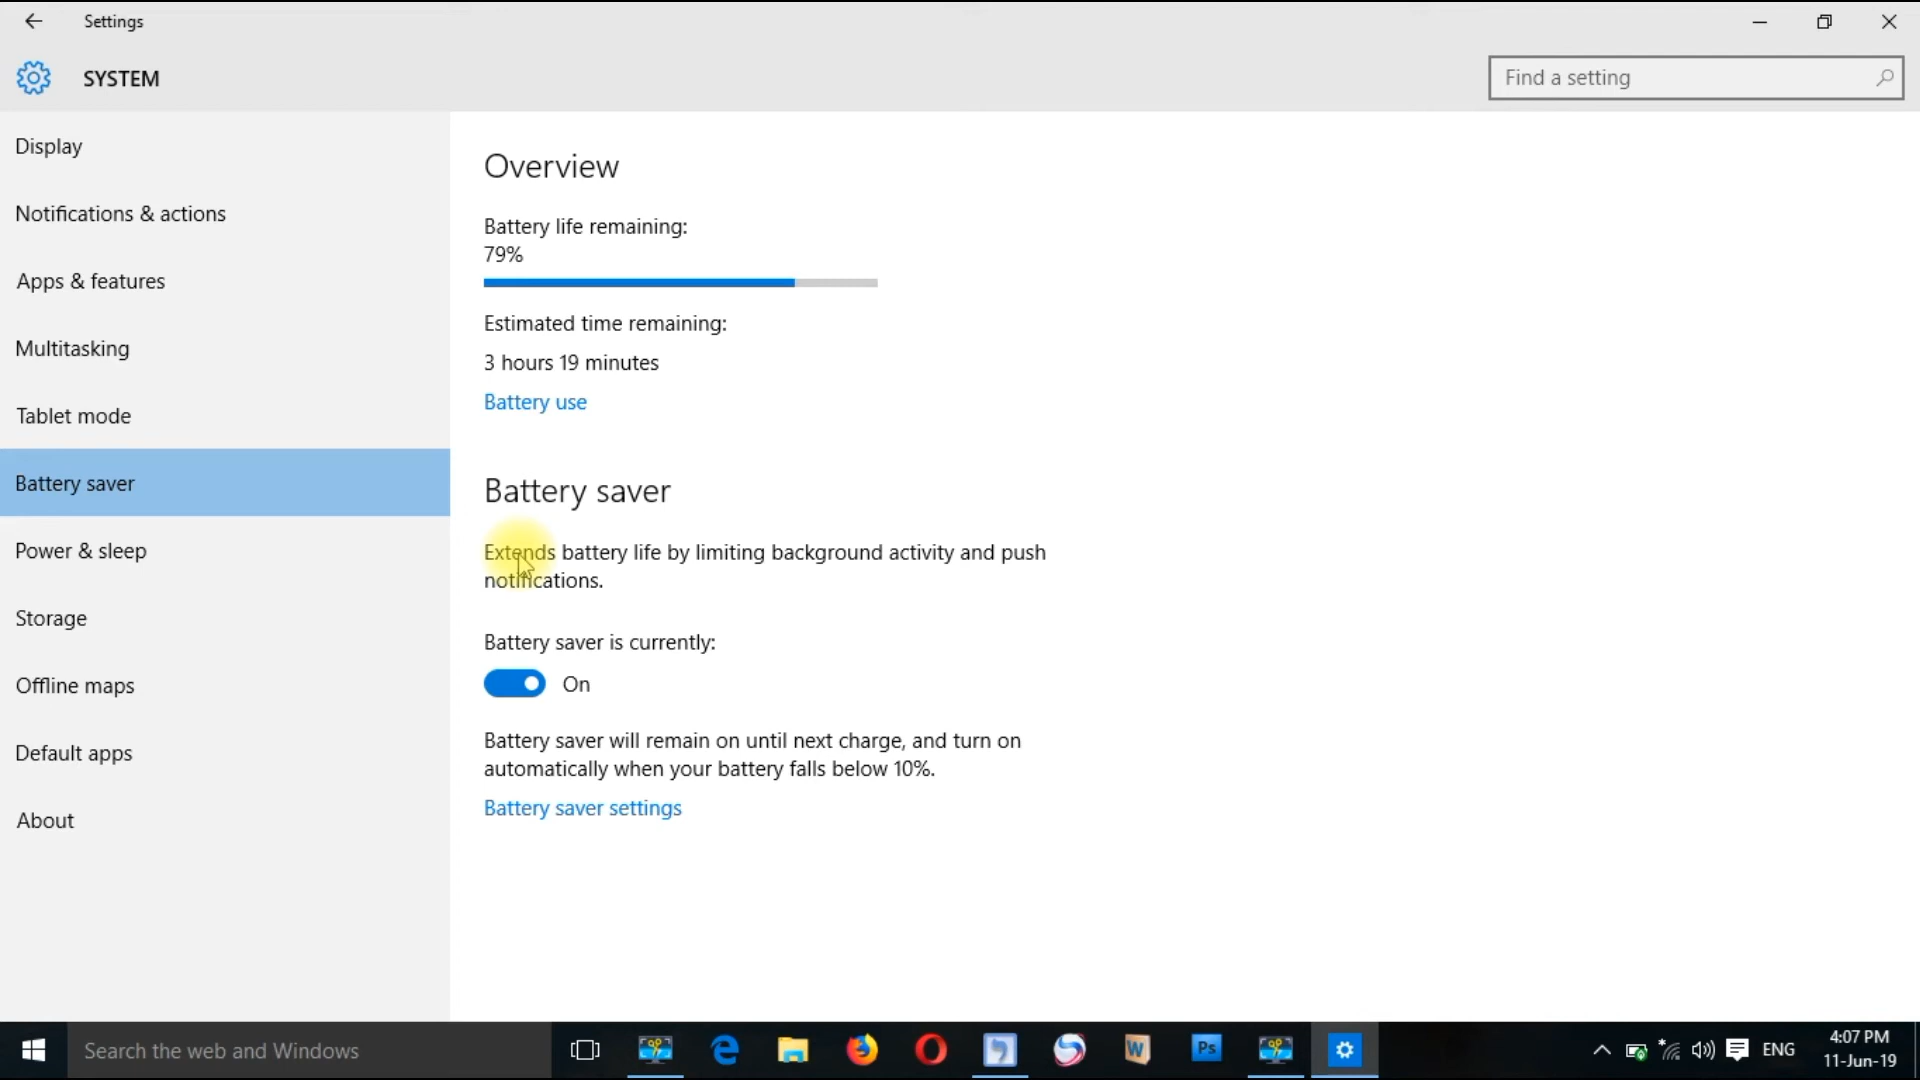 Settings
SYSTEM
Find a setting
Display
Notifications & actions
Apps & features
Multitasking
Tablet mode
Battery saver
Power & sleep
Storage
Offline maps
Default apps
About
Overview
Battery life remaining:
79%
Estimated time remaining:
3 hours 19 minutes
Battery use
Battery saver
Extends battery life by limiting background activity and push
notifications.
Battery saver is currently:
On
Battery saver will remain on until next charge, and turn on
automatically when your battery falls below 10%.
Battery saver settings
Search the web and Windows
W
Ps
ENG
4:07 PM
11-Jun-19